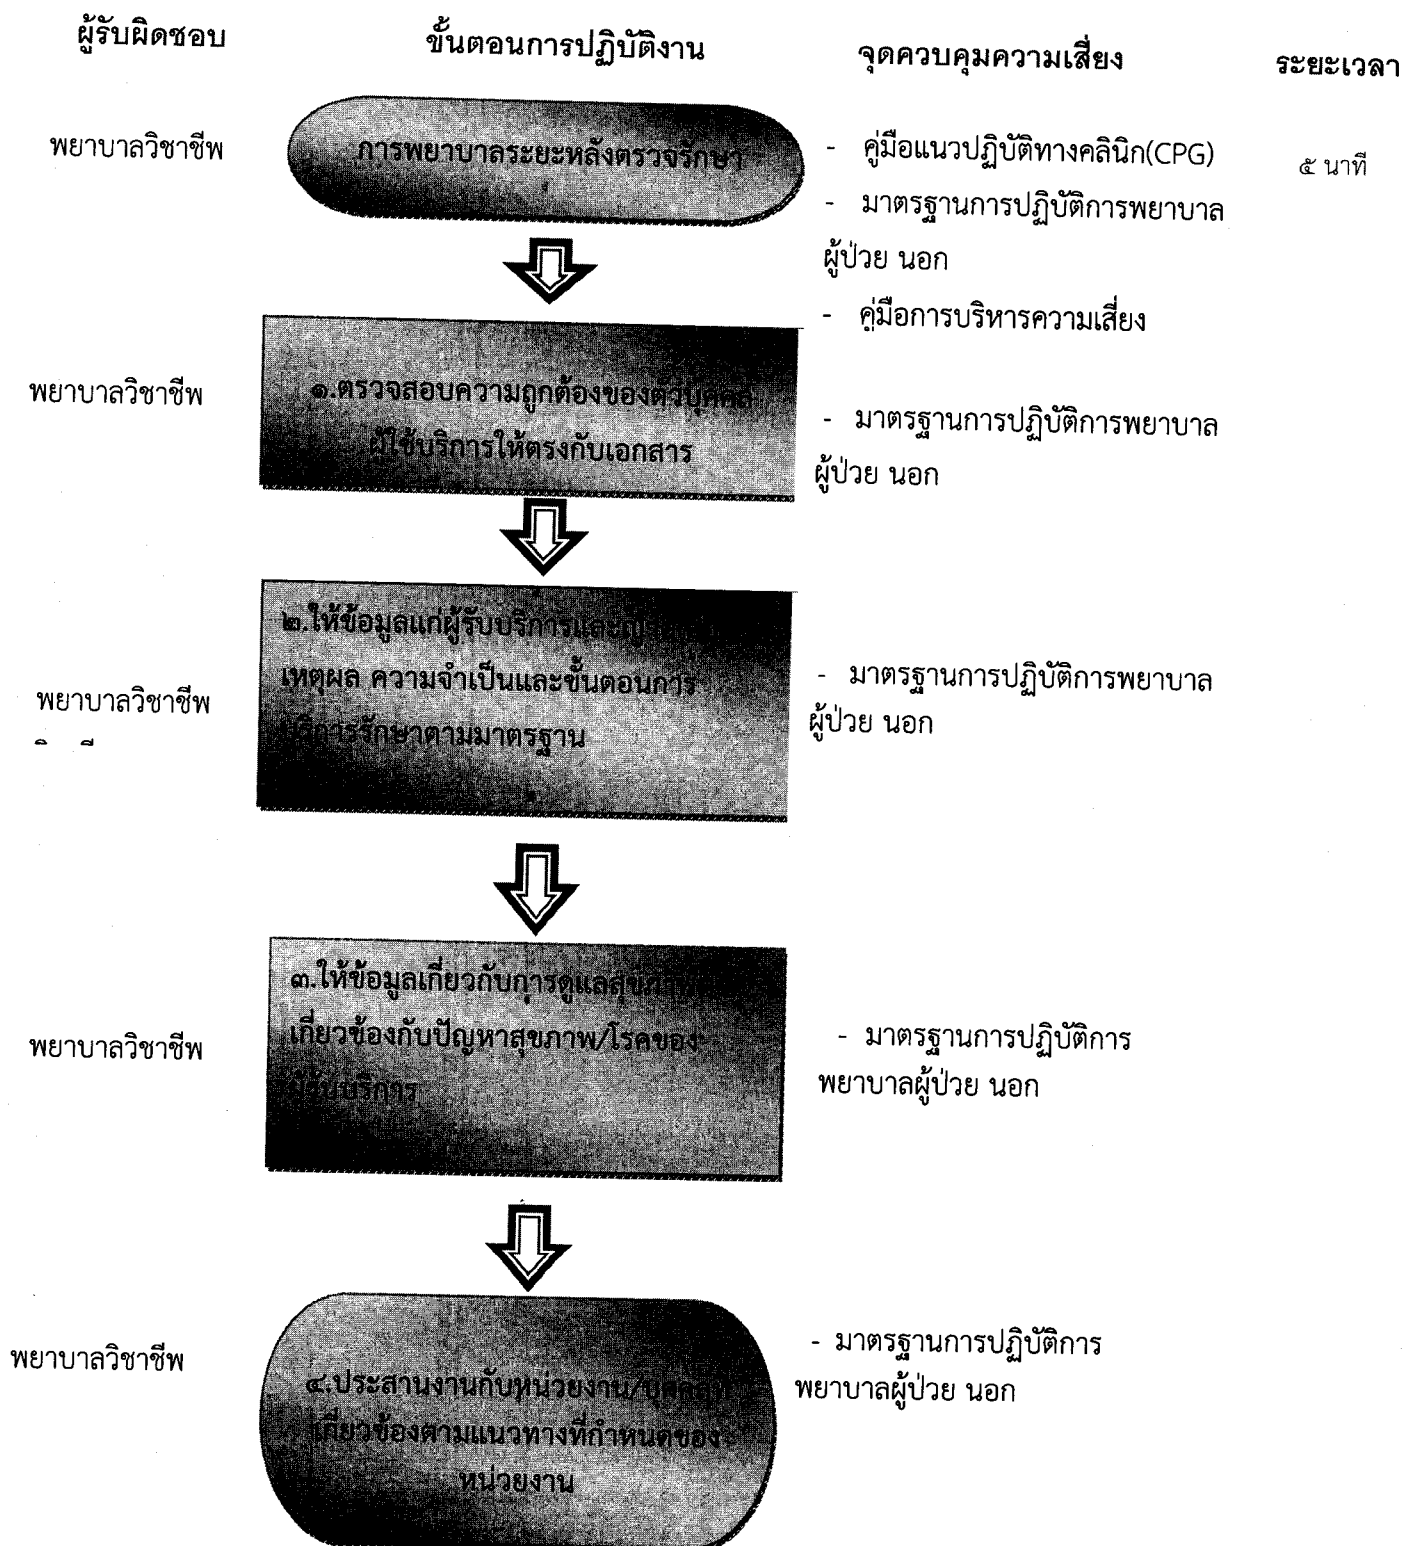 ผู้รับผิดชอบ ขั้นตอนการปฏิบัติงาน จุดควบคุมความเสี่ยง ระยะเวลา
พยาบาลวิชาชีพ การพยาบาลระยะหลังตรวจรักษา - คู่มือแนวปฏิบัติทางคลินิก(CPG) ๕ นาที
- มาตรฐานการปฏิบัติการพยาบาล
ผู้ป่วย นอก
- คู่มือการบริหารความเสี่ยง
พยาบาลวิชาชีพ ๑.ตรวจสอบความถูกต้องของตัวบุคคล
ผู้ใช้บริการให้ตรงกับเอกสาร
- มาตรฐานการปฏิบัติการพยาบาล
ผู้ป่วย นอก
๒.ให้ข้อมูลแก่ผู้รับบริการและ
เหตุผล ความจำเป็นและขั้นตอนการ
บริการรักษาตามมาตรฐาน
พยาบาลวิชาชีพ
- มาตรฐานการปฏิบัติการพยาบาล
ผู้ป่วย นอก
๓.ให้ข้อมูลเกี่ยวกับการดูแลสุขภาพ
เกี่ยวข้องกับปัญหาสุขภาพ/โรคของ
ผู้รับบริการ
พยาบาลวิชาชีพ
- มาตรฐานการปฏิบัติการ
พยาบาลผู้ป่วย นอก
พยาบาลวิชาชีพ
๔.ประสานงานกับหน่วยงาน/
เกี่ยวข้องตามแนวทางที่กำหนดของ
หน่วยงาน
- มาตรฐานการปฏิบัติการ
พยาบาลผู้ป่วย นอก